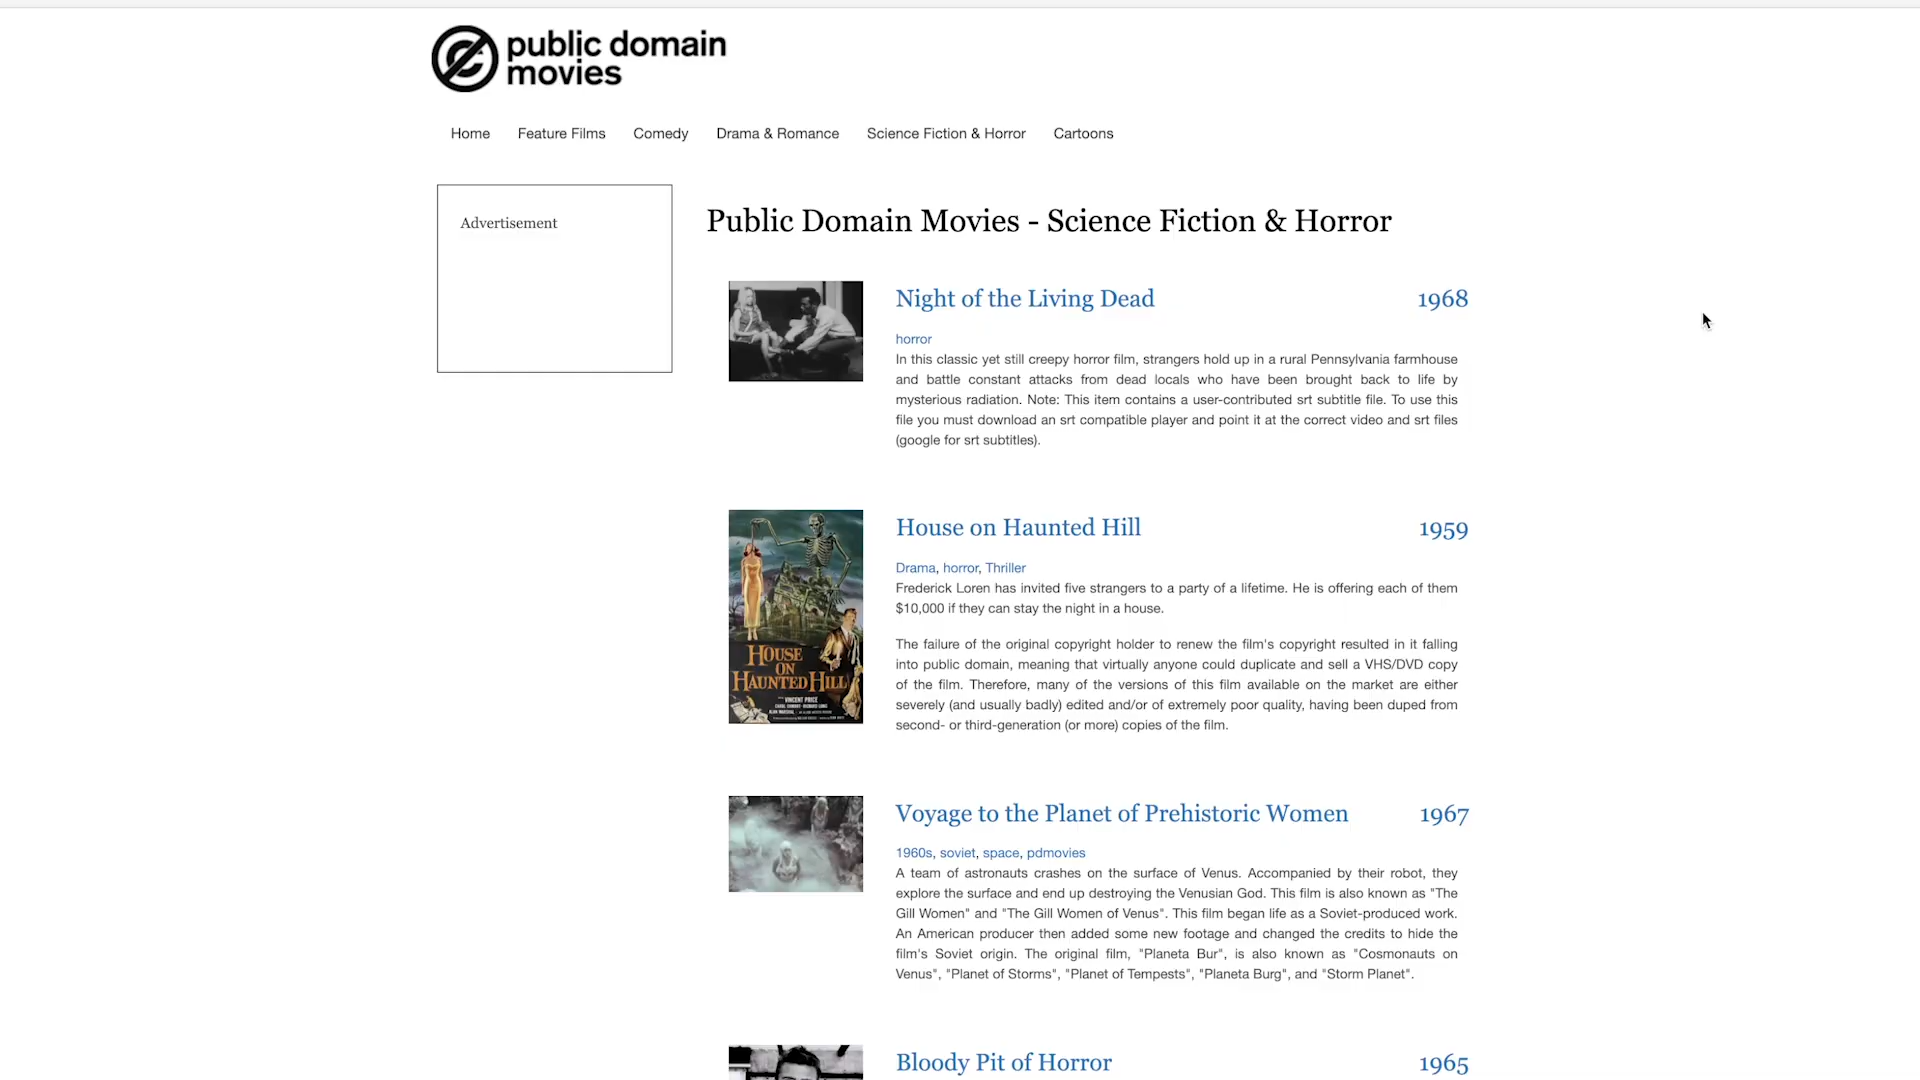 public domain
movies
Home Feature Films Comedy Drama & Romance Science Fiction & Horror Cartoons
Advertisement
Public Domain Movies - Science Fiction & Horror
Night of the Living Dead 1968
horror
In this classic yet still creepy horror film, strangers hold up in a rural Pennsylvania farmhouse
and battle constant attacks from dead locals who have been brought back to life by
mysterious radiation. Note: This item contains a user-contributed srt subtitle file. To use this
file you must download an srt compatible player and point it at the correct video and srt files
(google for srt subtitles).
House on Haunted Hill 1959
Drama, horror, Thriller
Frederick Loren has invited five strangers to a party of a lifetime. He is offering each of them
$10,000 if they can stay the night in a house.
The failure of the original copyright holder to renew the film's copyright resulted in it falling
into public domain, meaning that virtually anyone could duplicate and sell a VHS/DVD copy
of the film. Therefore, many of the versions of this film available on the market are either
severely (and usually badly) edited and/or of extremely poor quality, having been duped from
second- or third-generation (or more) copies of the film.
HOUSE
ON
HAUNTED HILL
VINCENT PRICE
Voyage to the Planet of Prehistoric Women 1967
1960s, soviet, space, pdmovies
A team of astronauts crashes on the surface of Venus. Accompanied by their robot, they
explore the surface and end up destroying the Venusian God. This film is also known as "The
Gill Women" and "The Gill Women of Venus". This film began life as a Soviet-produced work.
An American producer then added some new footage and changed the credits to hide the
film's Soviet origin. The original film, "Planeta Bur", is also known as "Cosmonauts on
Venus", "Planet of Storms", "Planet of Tempests", "Planeta Burg", and "Storm Planet".
Bloody Pit of Horror 1965